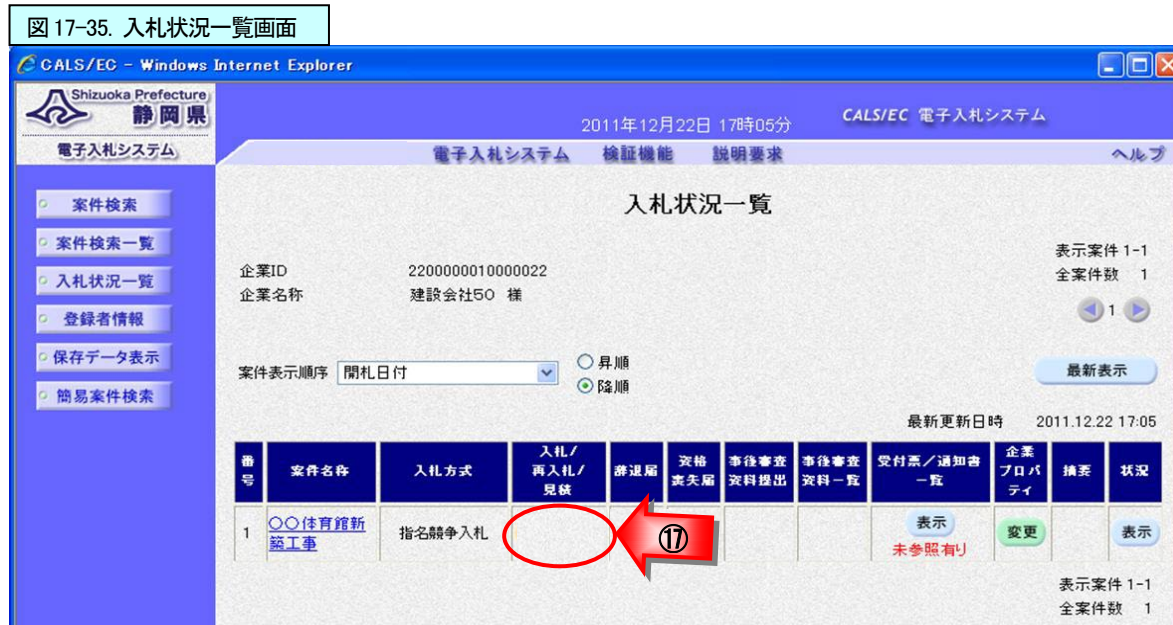 図 17-35. 入札状況一覧画面
CALS/EC - Windows Internet Explorer
Shizuoka Prefecture
静岡県
電子入札システム
2011年12月22日 17時05分
CALS/EC 電子入札システム
電子入札システム 検証機能 説明要求 ヘルプ
案件検索
案件検索一覧
入札状況一覧
登録者情報
保存データ表示
簡易案件検索
入札状況一覧
表示案件 1-1
全案件数 1
1
企業ID 2200000010000022
企業名称 建設会社50 様
案件表示順序 開札日付
昇順
降順
最新表示
最新更新日時 2011.12.22 17:05
番号 案件名称 入札方式 入札/再入札/見積 辞退届 資格喪失届 事後審査資料提出 事後審査資料一覧 受付票/通知書一覧 企業プロパティ 摘要 状況
1 〇〇体育館新築工事 指名競争入札 ⑰ 表示 未参照有り 変更 表示
表示案件 1-1
全案件数 1